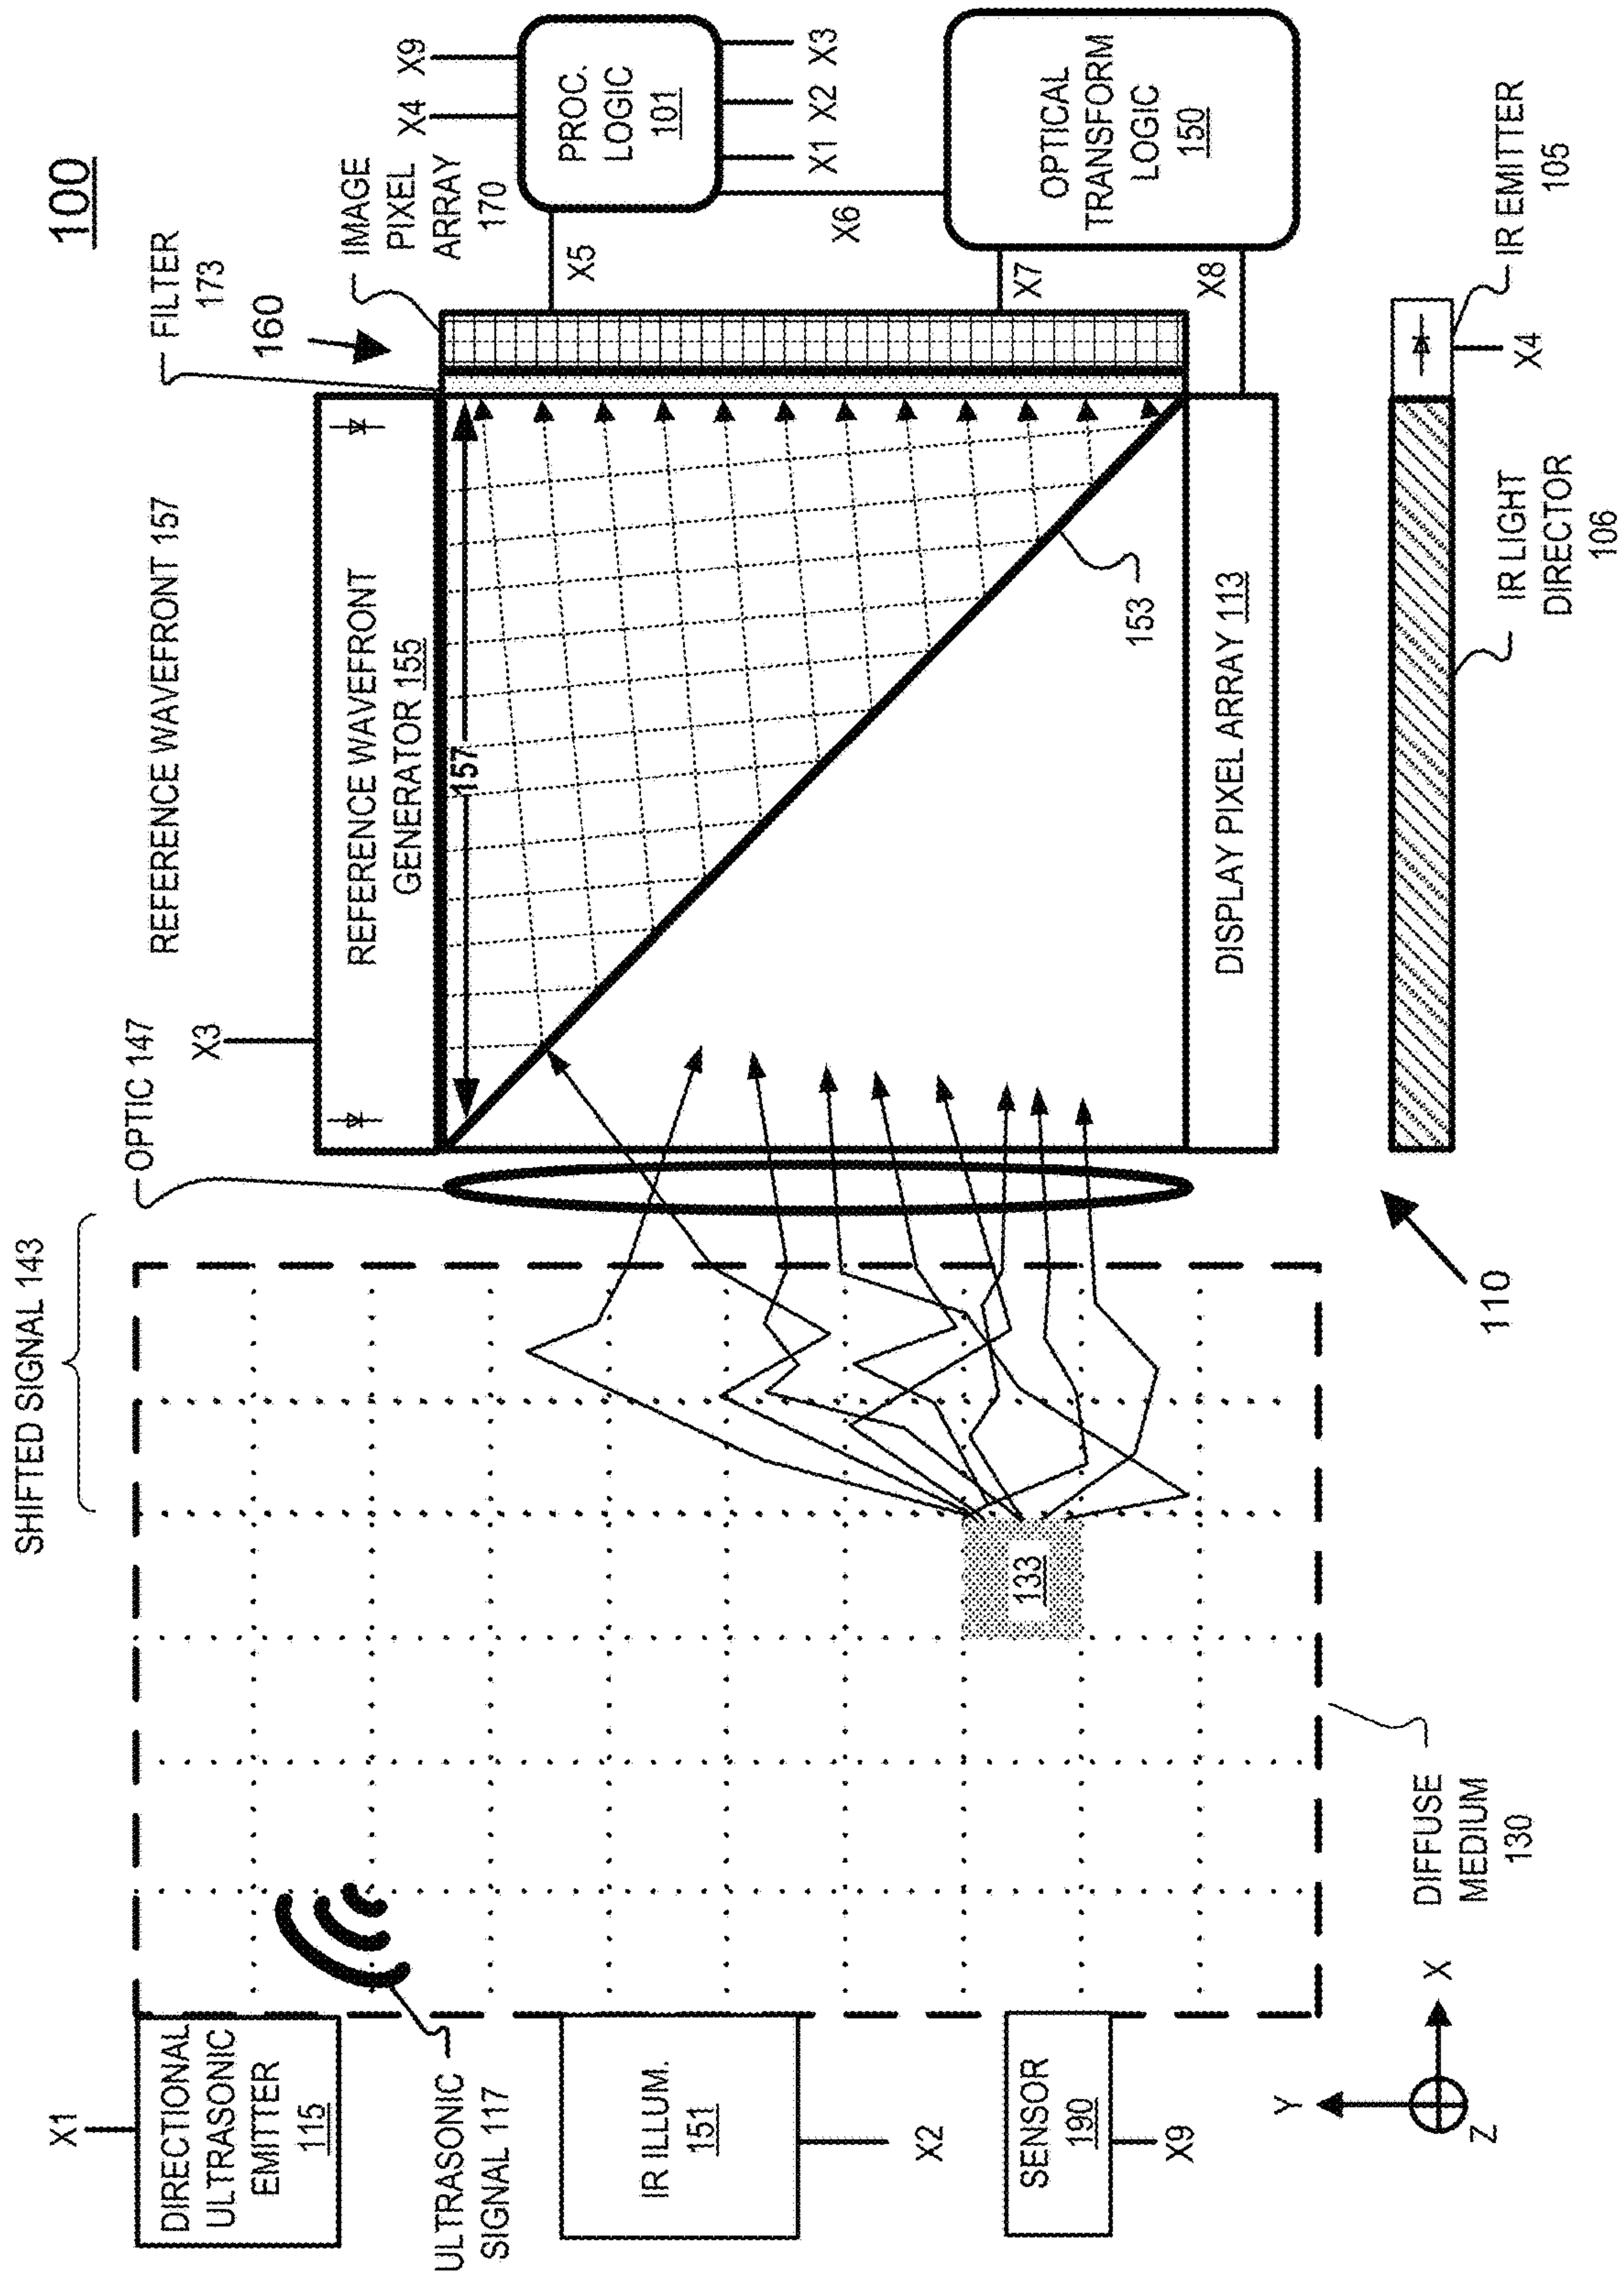 100
SHIFTED SIGNAL 143
OPTIC 147
REFERENCE WAVEFRONT 157
FILTER
173
160
IMAGE
PIXEL
ARRAY
170
X4
X9
PROC.
LOGIC
101
X1
X2
X3
X5
X6
OPTICAL
TRANSFORM
LOGIC
150
X7
X8
X3
REFERENCE WAVEFRONT
GENERATOR 155
157
153
DISPLAY PIXEL ARRAY 113
X1
DIRECTIONAL
ULTRASONIC
EMITTER
115
ULTRASONIC
SIGNAL 117
IR ILLUM.
151
X2
SENSOR
190
X9
133
Y
X
Z
DIFFUSE
MEDIUM
130
110
IR LIGHT
DIRECTOR
106
X4
IR EMITTER
105